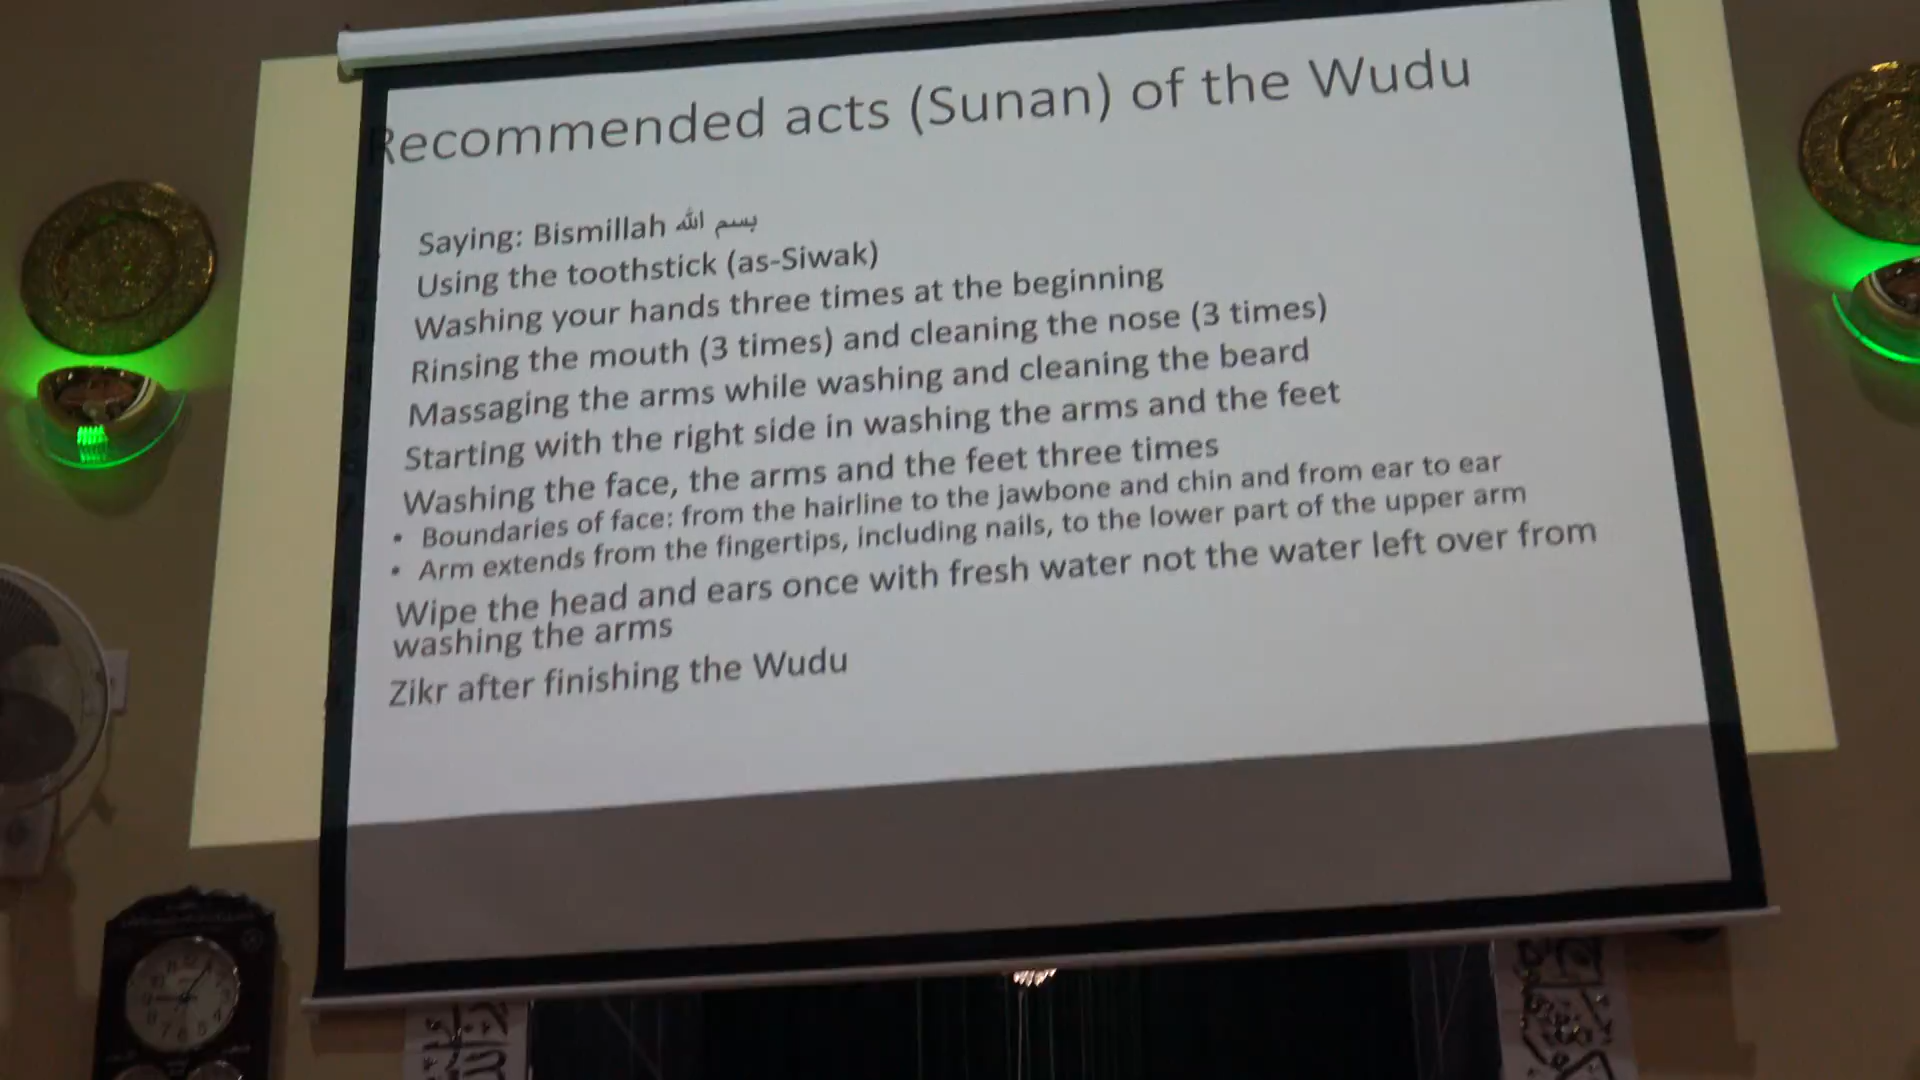 Recommended acts (Sunan) of the Wudu
Saying: Bismillah بسم الله
Using the toothstick (as-Siwak)
Washing your hands three times at the beginning
Rinsing the mouth (3 times) and cleaning the nose (3 times)
Massaging the arms while washing and cleaning the beard
Starting with the right side in washing the arms and the feet
Washing the face, the arms and the feet three times
• Boundaries of face: from the hairline to the jawbone and chin and from ear to ear
• Arm extends from the fingertips, including nails, to the lower part of the upper arm
Wipe the head and ears once with fresh water not the water left over from
washing the arms
Zikr after finishing the Wudu